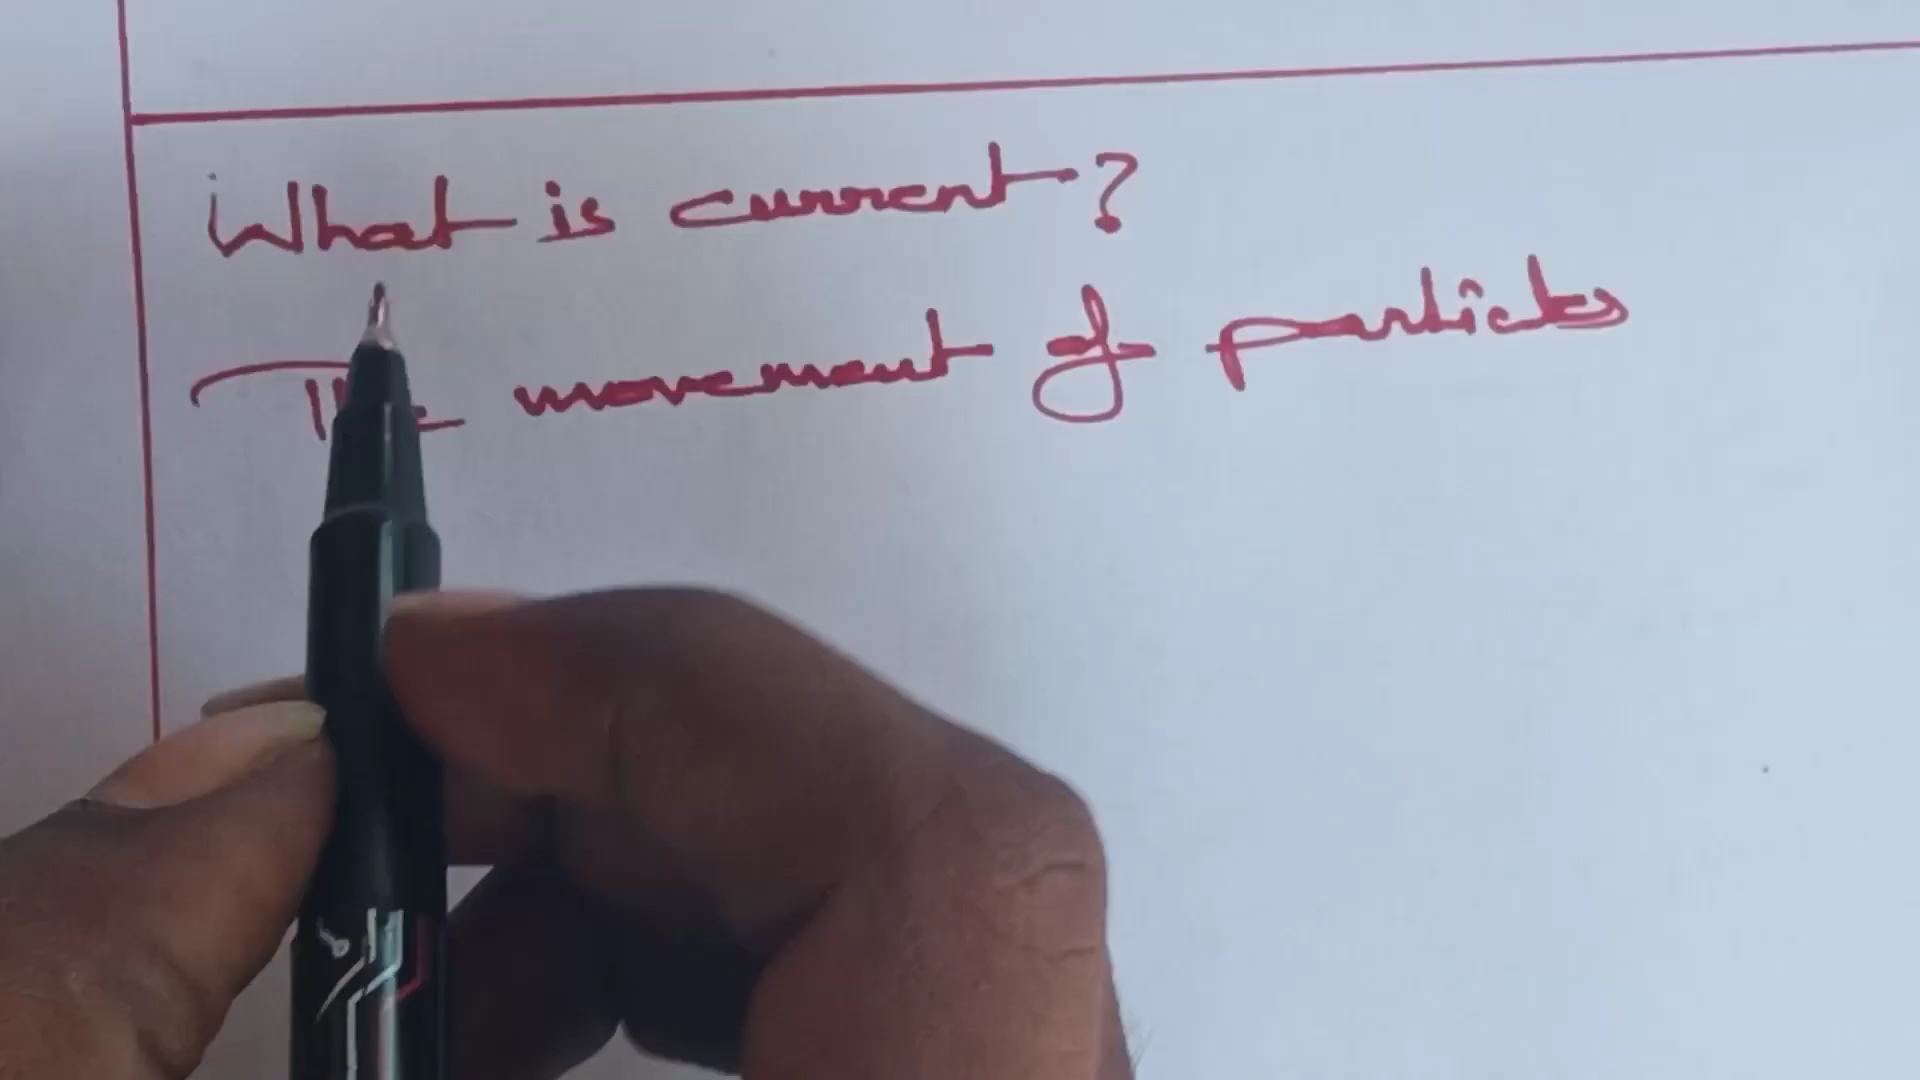 What is current?
The movement of particles